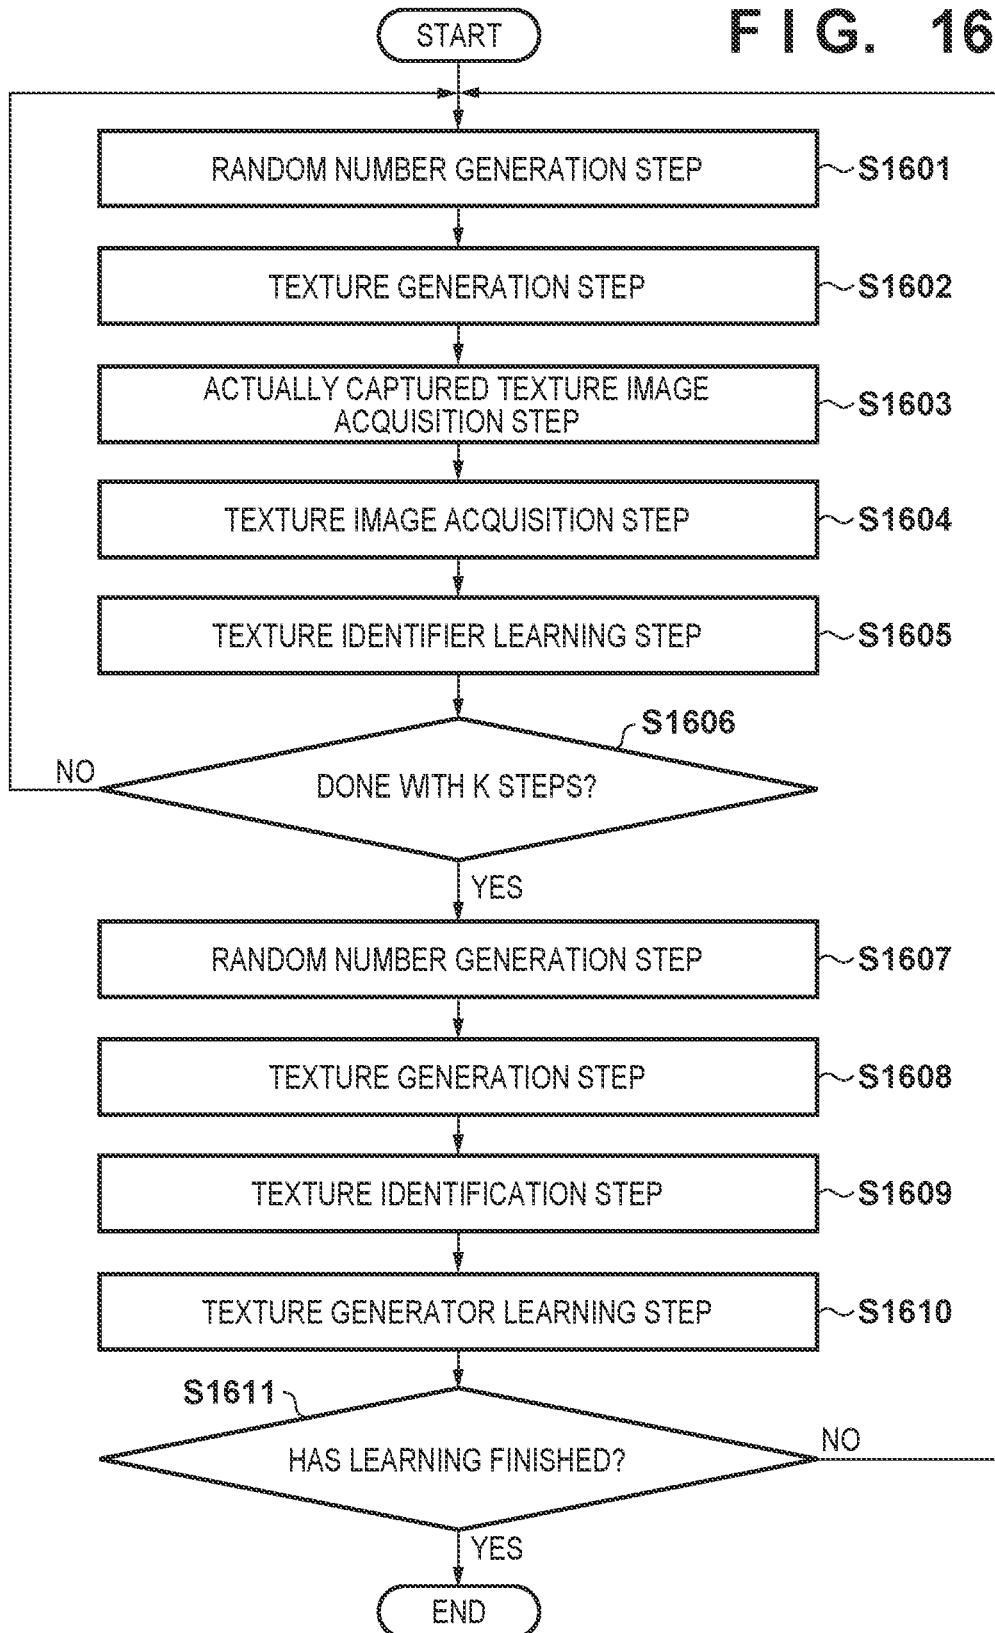 START
FIG. 16
RANDOM NUMBER GENERATION STEP
S1601
TEXTURE GENERATION STEP
S1602
ACTUALLY CAPTURED TEXTURE IMAGE
ACQUISITION STEP
S1603
TEXTURE IMAGE ACQUISITION STEP
S1604
TEXTURE IDENTIFIER LEARNING STEP
S1605
S1606
NO
DONE WITH K STEPS?
YES
RANDOM NUMBER GENERATION STEP
S1607
TEXTURE GENERATION STEP
S1608
TEXTURE IDENTIFICATION STEP
S1609
TEXTURE GENERATOR LEARNING STEP
S1610
S1611
HAS LEARNING FINISHED?
NO
YES
END